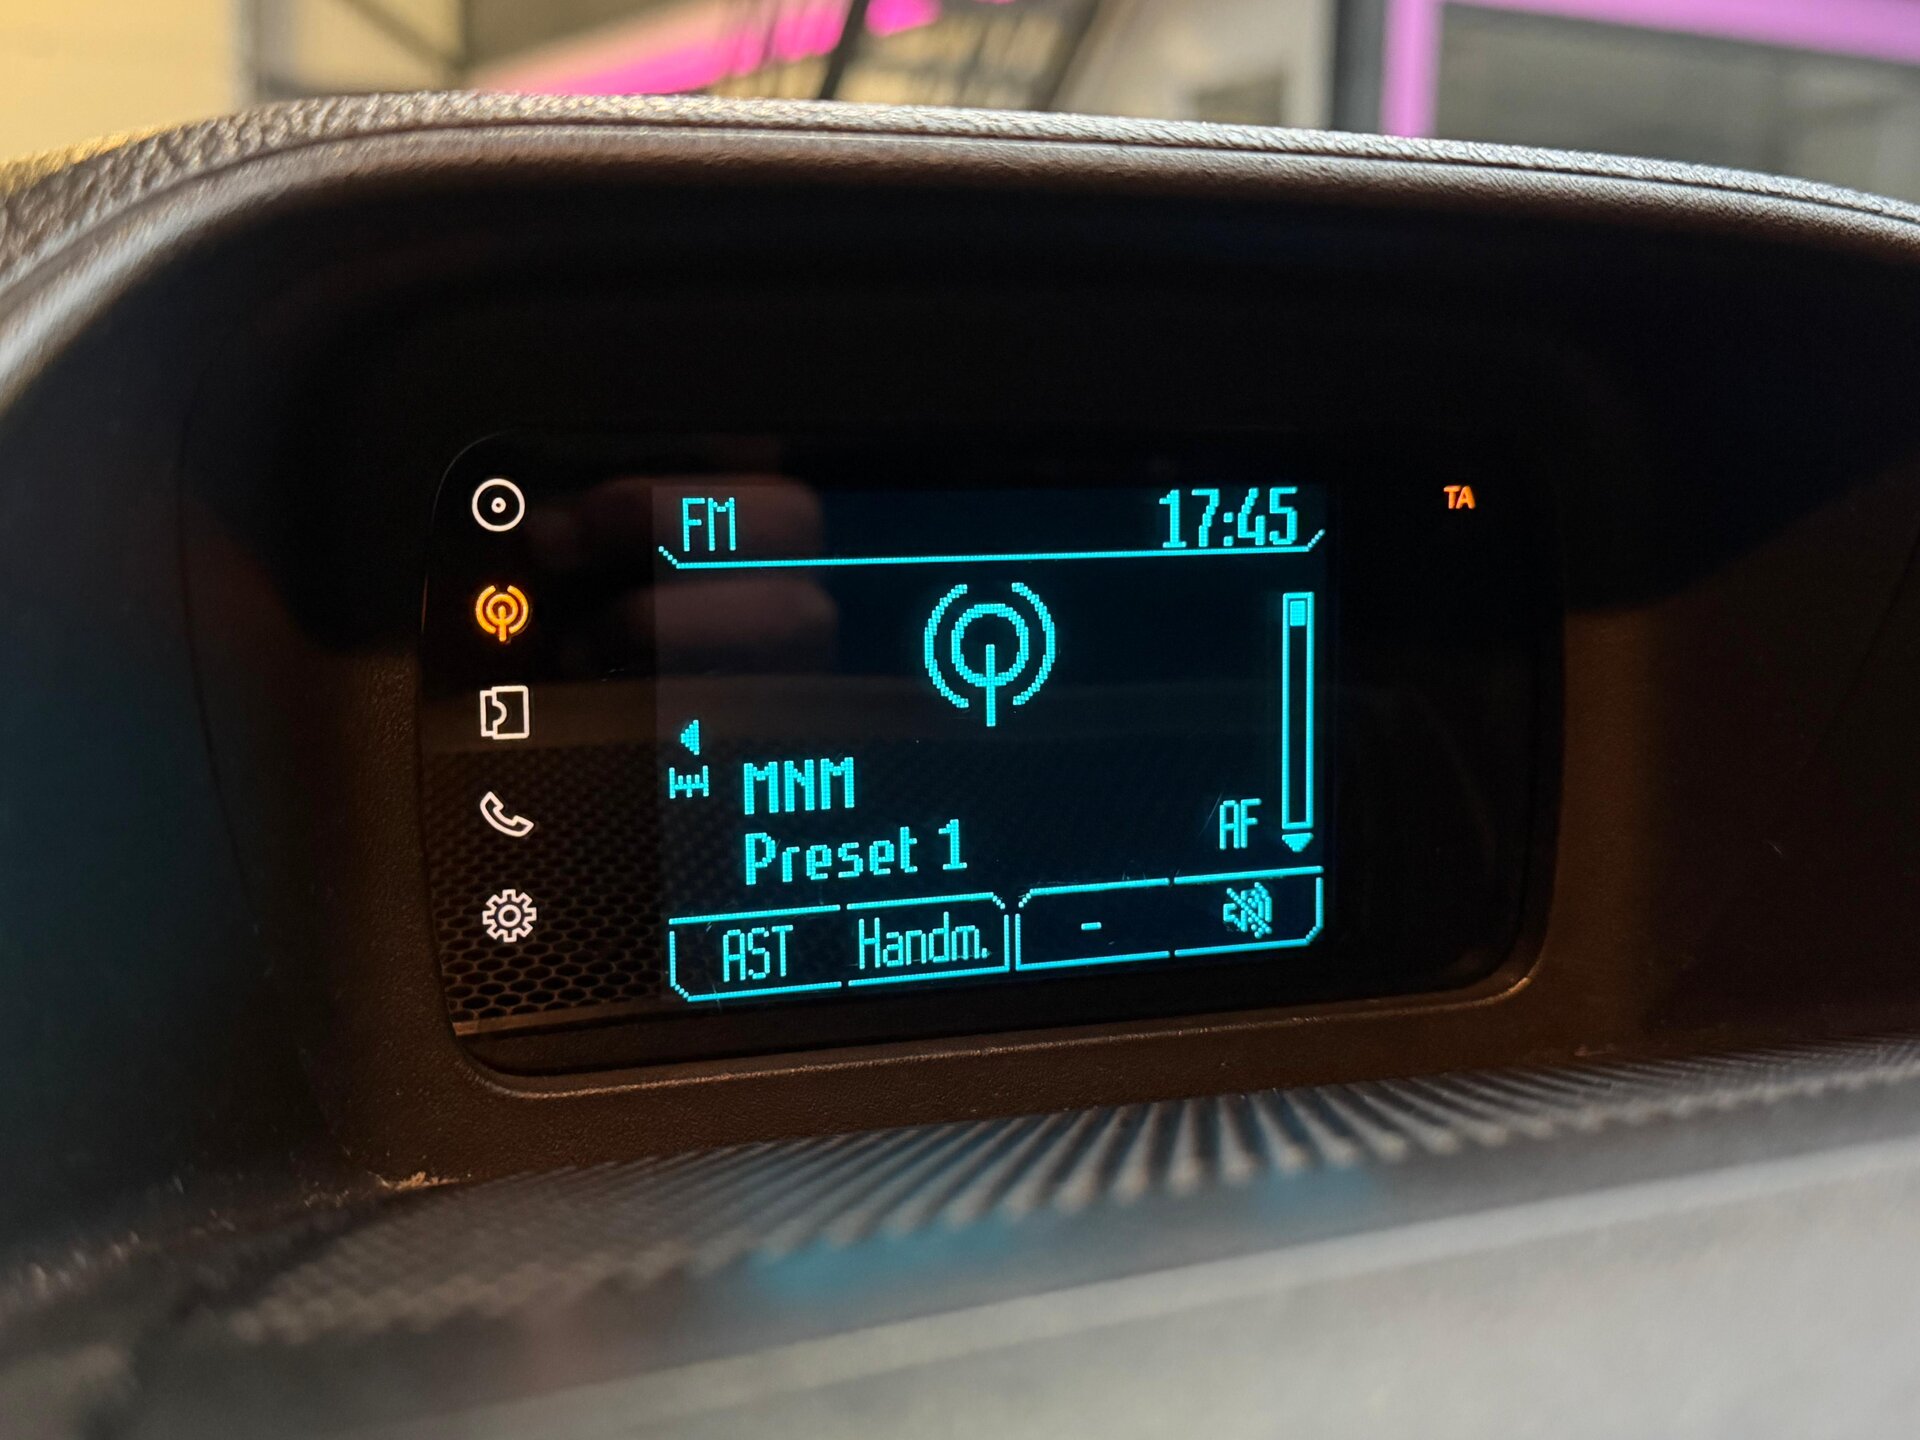 FM 17:45
TA
MNM
Preset 1 AF
AST Handm. -